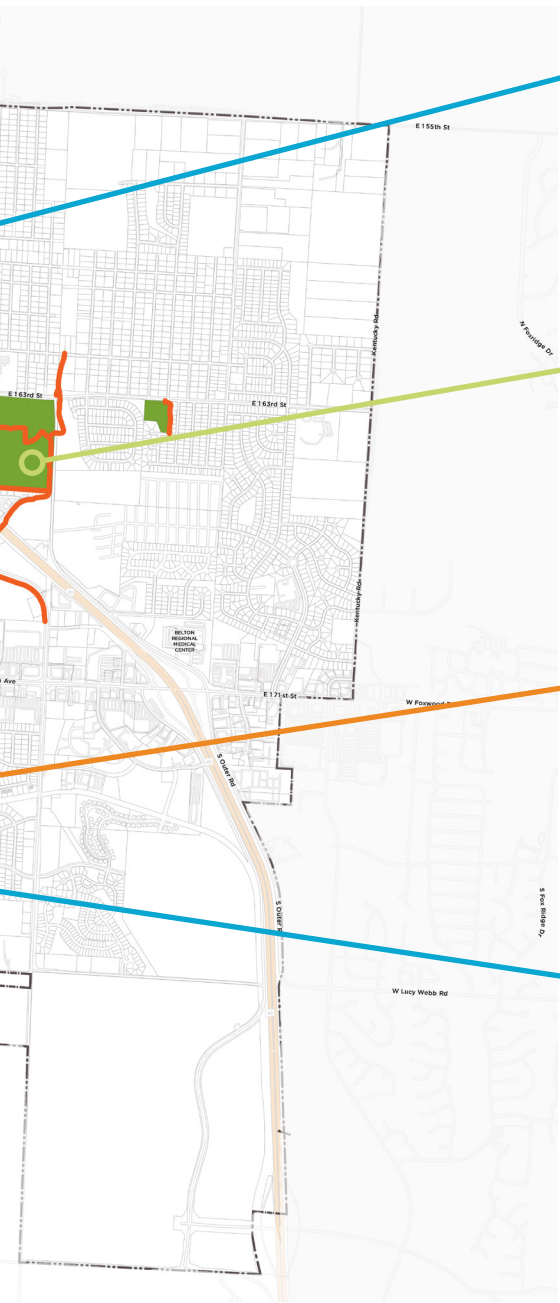 E 155th St
N Foxridge Dr
Kentucky Rd
E 163rd St
E 163rd St
Kentucky Rd
BELTON
REGIONAL
MEDICAL
CENTER
Ave
E 171st St
W Foxwood
S Outer Rd
S Fox Ridge Dr
S Outer
W Lucy Webb Rd